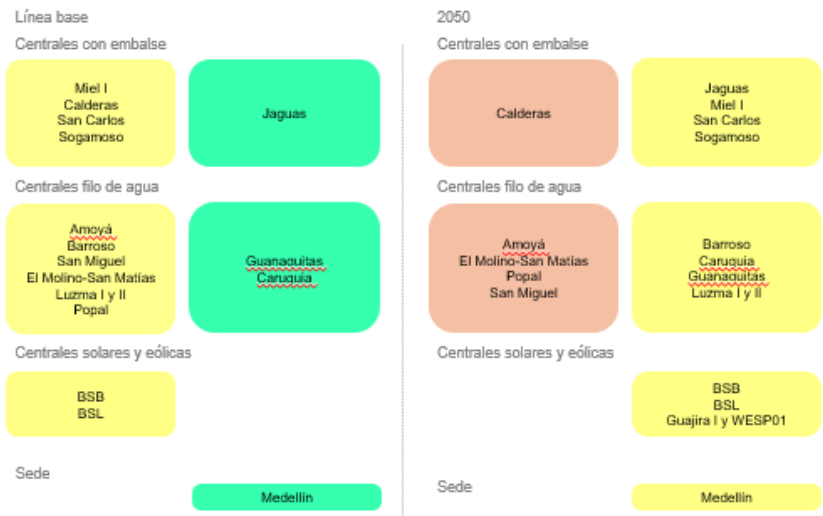 Línea base
Centrales con embalse
Miel I
Calderas
San Carlos
Sogamoso
Jaguas
Centrales filo de agua
Amoyá
Barroso
San Miguel
El Molino-San Matías
Luzma I y II
Popal
Guanaquitas
Caruquia
Centrales solares y eólicas
BSB
BSL
Sede
Medellín
2050
Centrales con embalse
Calderas
Jaguas
Miel I
San Carlos
Sogamoso
Centrales filo de agua
Amoyá
El Molino-San Matías
Popal
San Miguel
Barroso
Caruquia
Guanaquitas
Luzma I y II
Centrales solares y eólicas
BSB
BSL
Guajira I y WESP01
Sede
Medellín